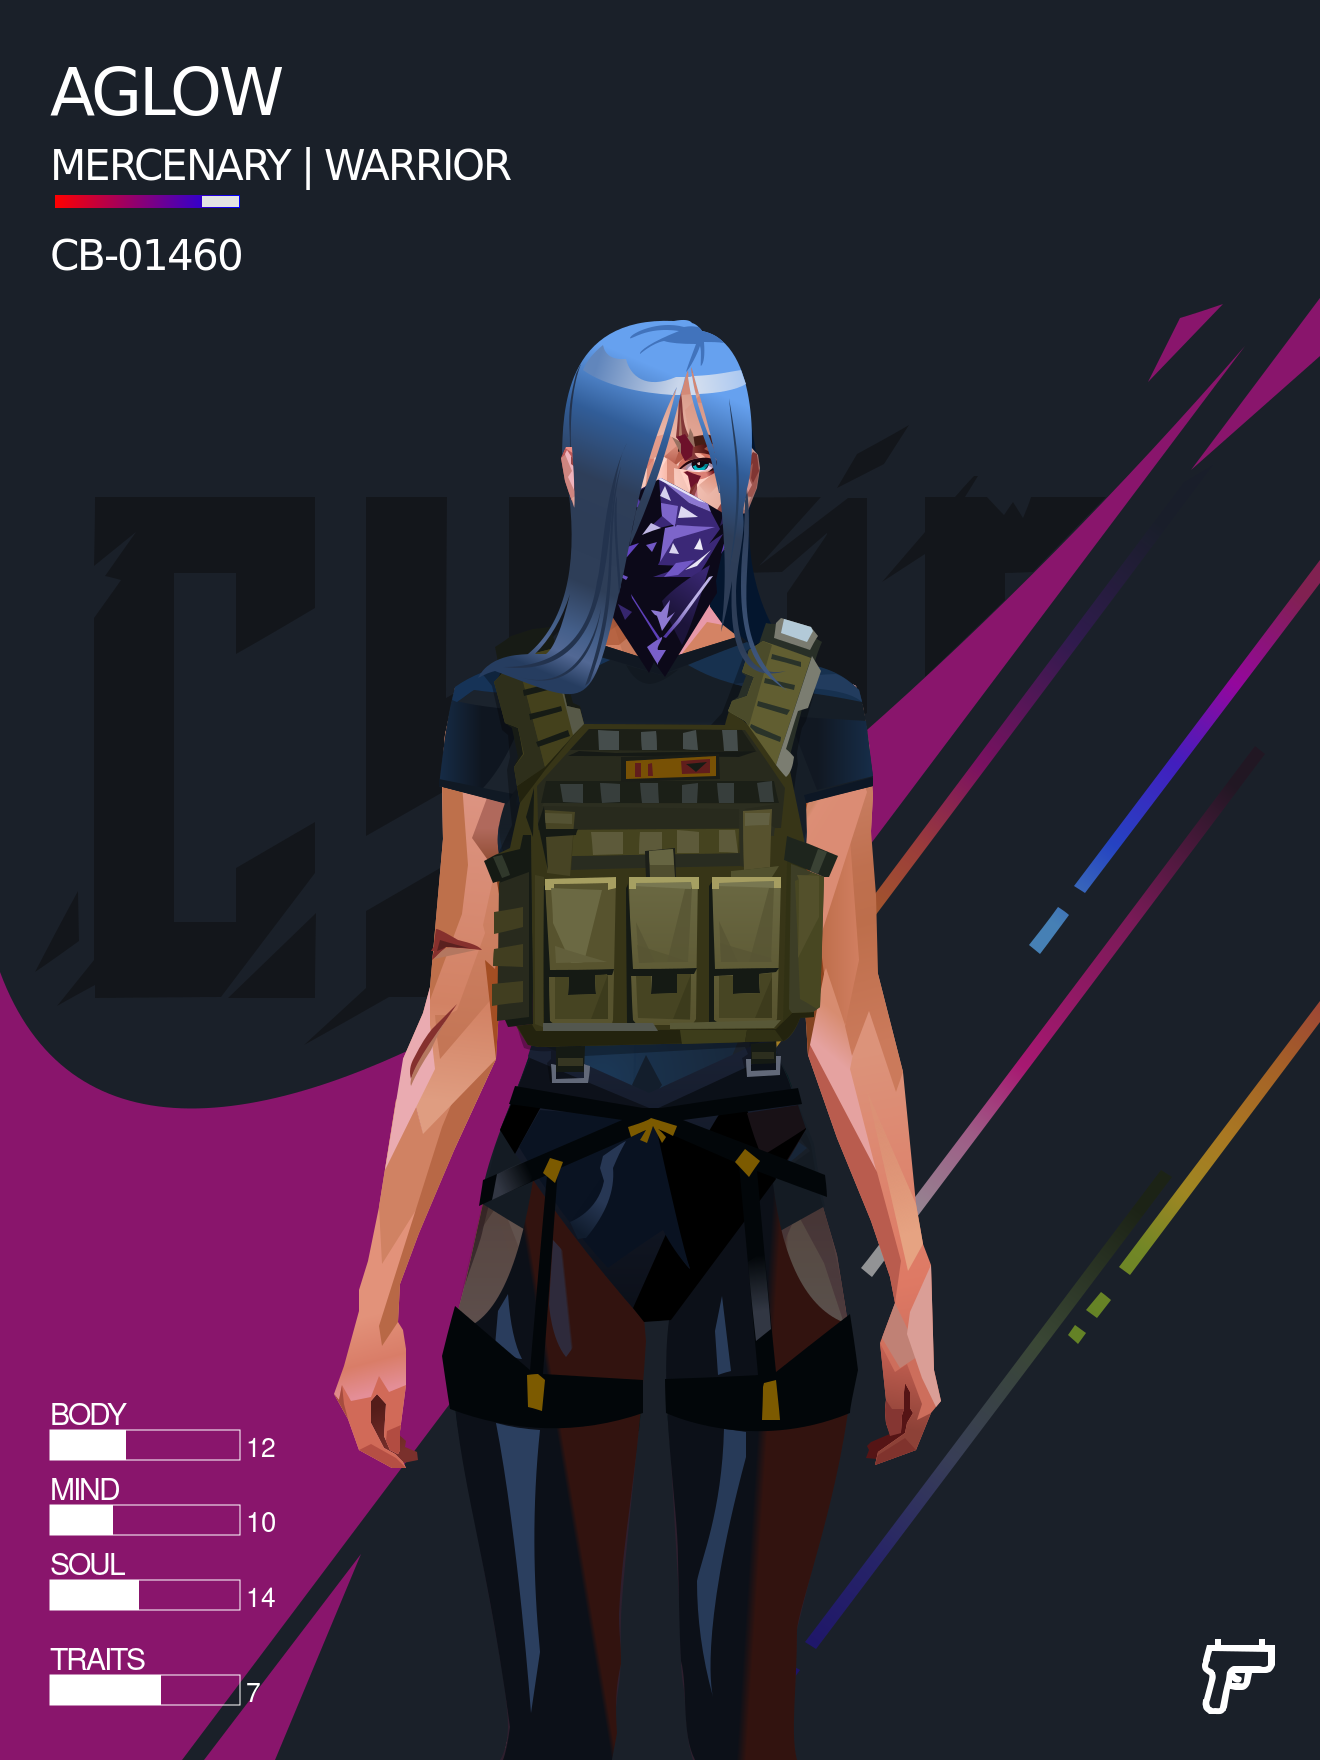 AGLOW
MERCENARY | WARRIOR
CB-01460
BODY
12
MIND
10
SOUL
14
TRAITS
7